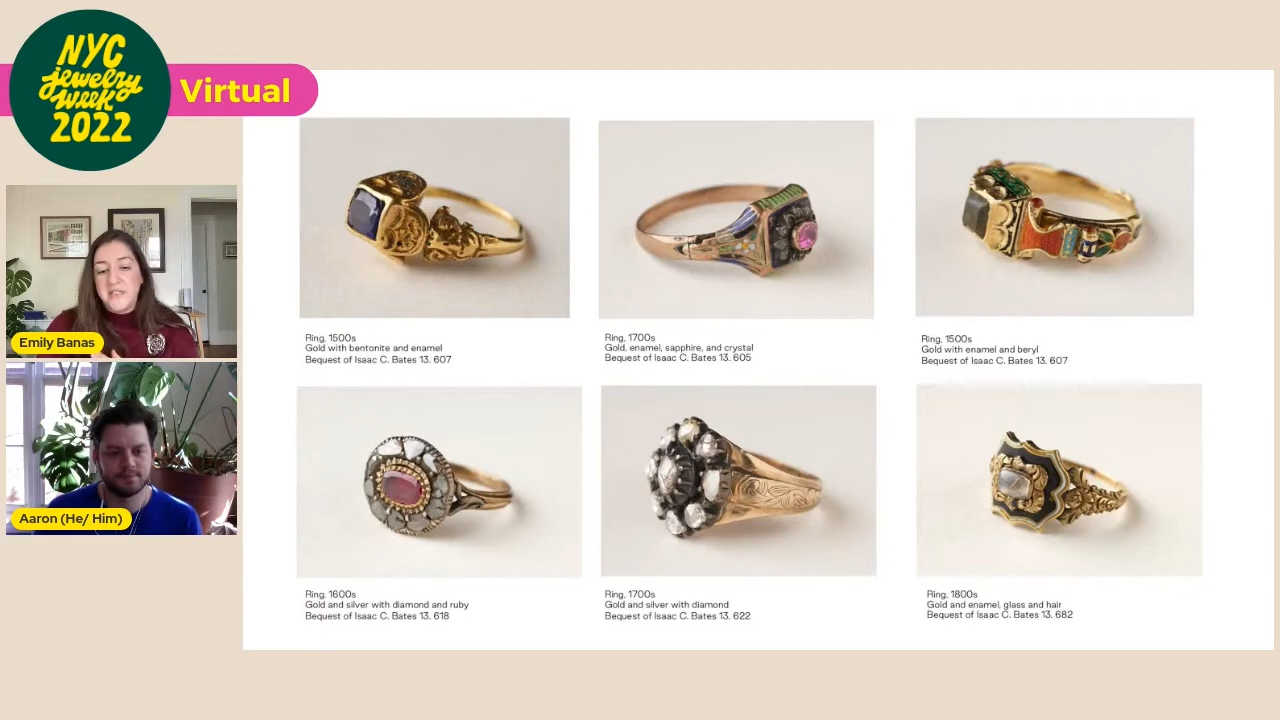 NYC
jewelry
week
2022
Virtual
Emily Banas
Aaron (He/ Him)
Ring, 1500s
Gold with bentonite and enamel
Bequest of Isaac C. Bates 13. 607
Ring, 1700s
Gold, enamel, sapphire, and crystal
Bequest of Isaac C. Bates 13. 605
Ring, 1500s
Gold with enamel and beryl
Bequest of Isaac C. Bates 13. 607
Ring, 1600s
Gold and silver with diamond and ruby
Bequest of Isaac C. Bates 13. 618
Ring, 1700s
Gold and silver with diamond
Bequest of Isaac C. Bates 13. 622
Ring, 1800s
Gold and enamel, glass and hair
Bequest of Isaac C. Bates 13. 682